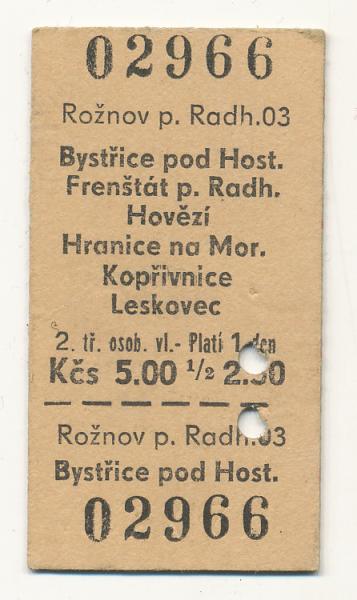 02966
Rožnov p. Radh.03
Bystřice pod Host.
Frenštát p. Radh.
Hovězí
Hranice na Mor.
Kopřivnice
Leskovec
2. tř. osob. vl.- Platí 1 den
Kčs 5.00 ½ 2.50
Rožnov p. Radh.03
Bystřice pod Host.
02966